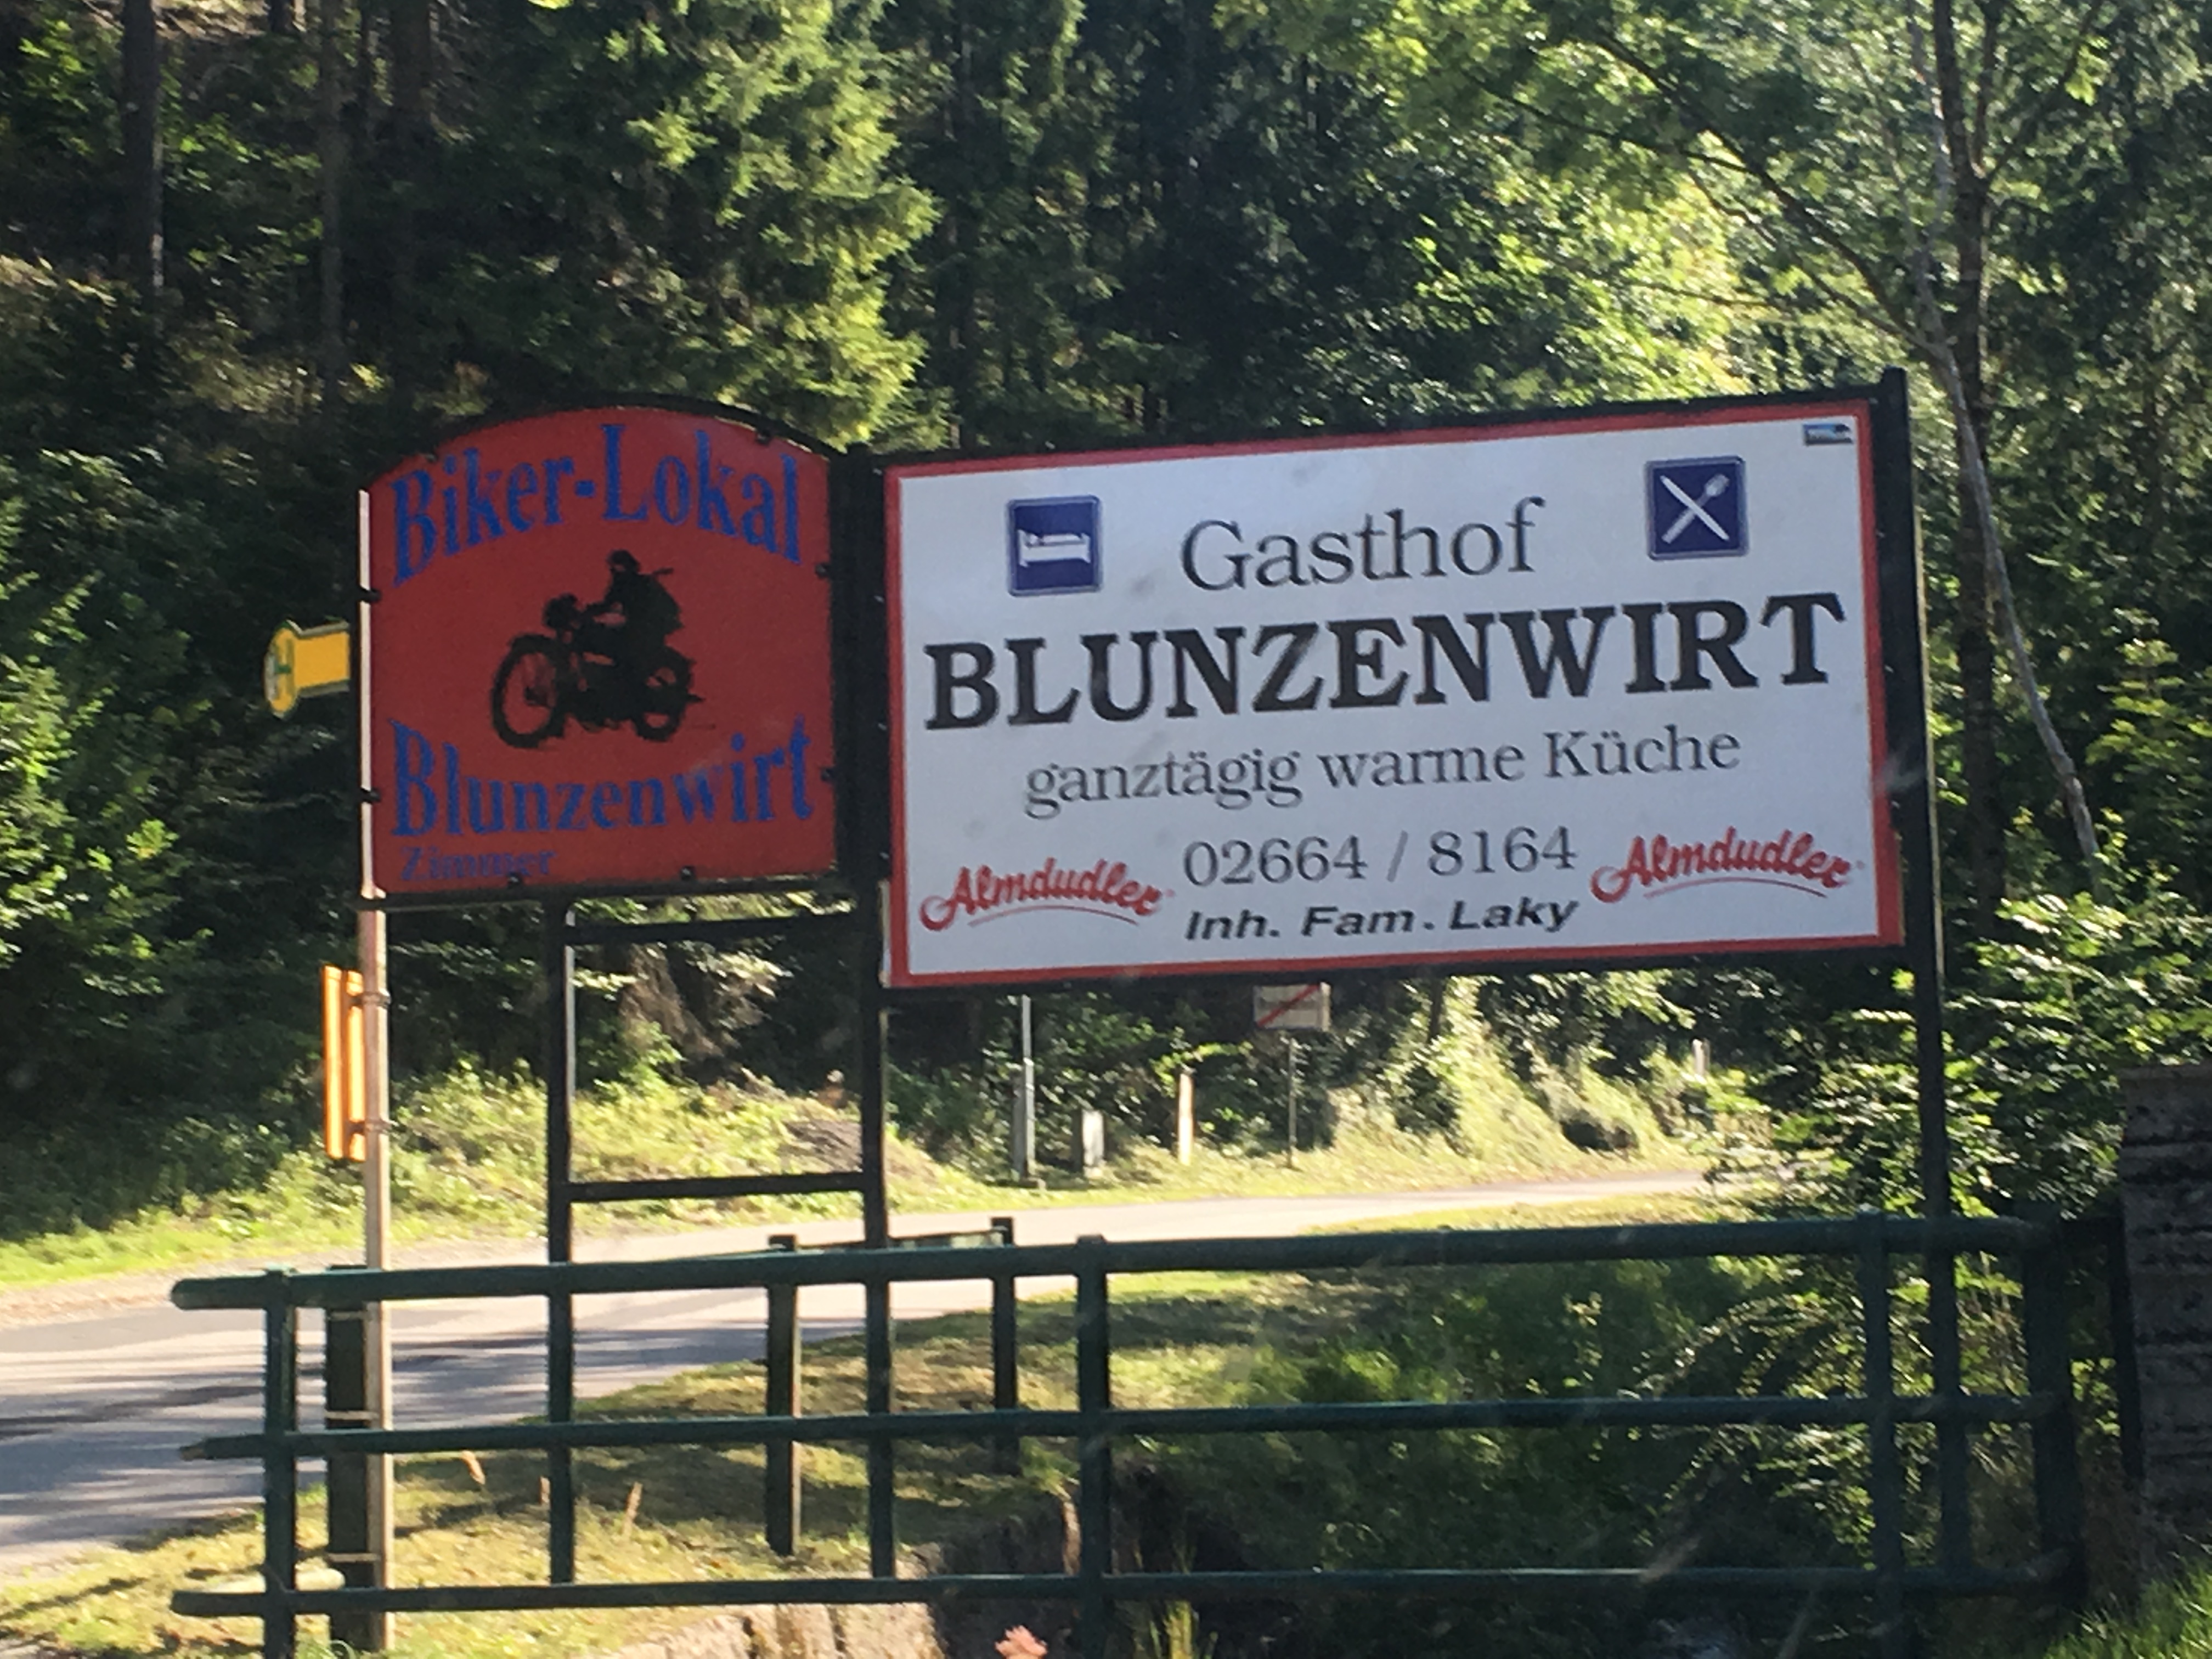 Biker-Lokal
Blunzenwirt
Zimmer
Gasthof
BLUNZENWIRT
ganztägig warme Küche
02664 / 8164
Almdudler
Almdudler
Inh. Fam. Laky
H